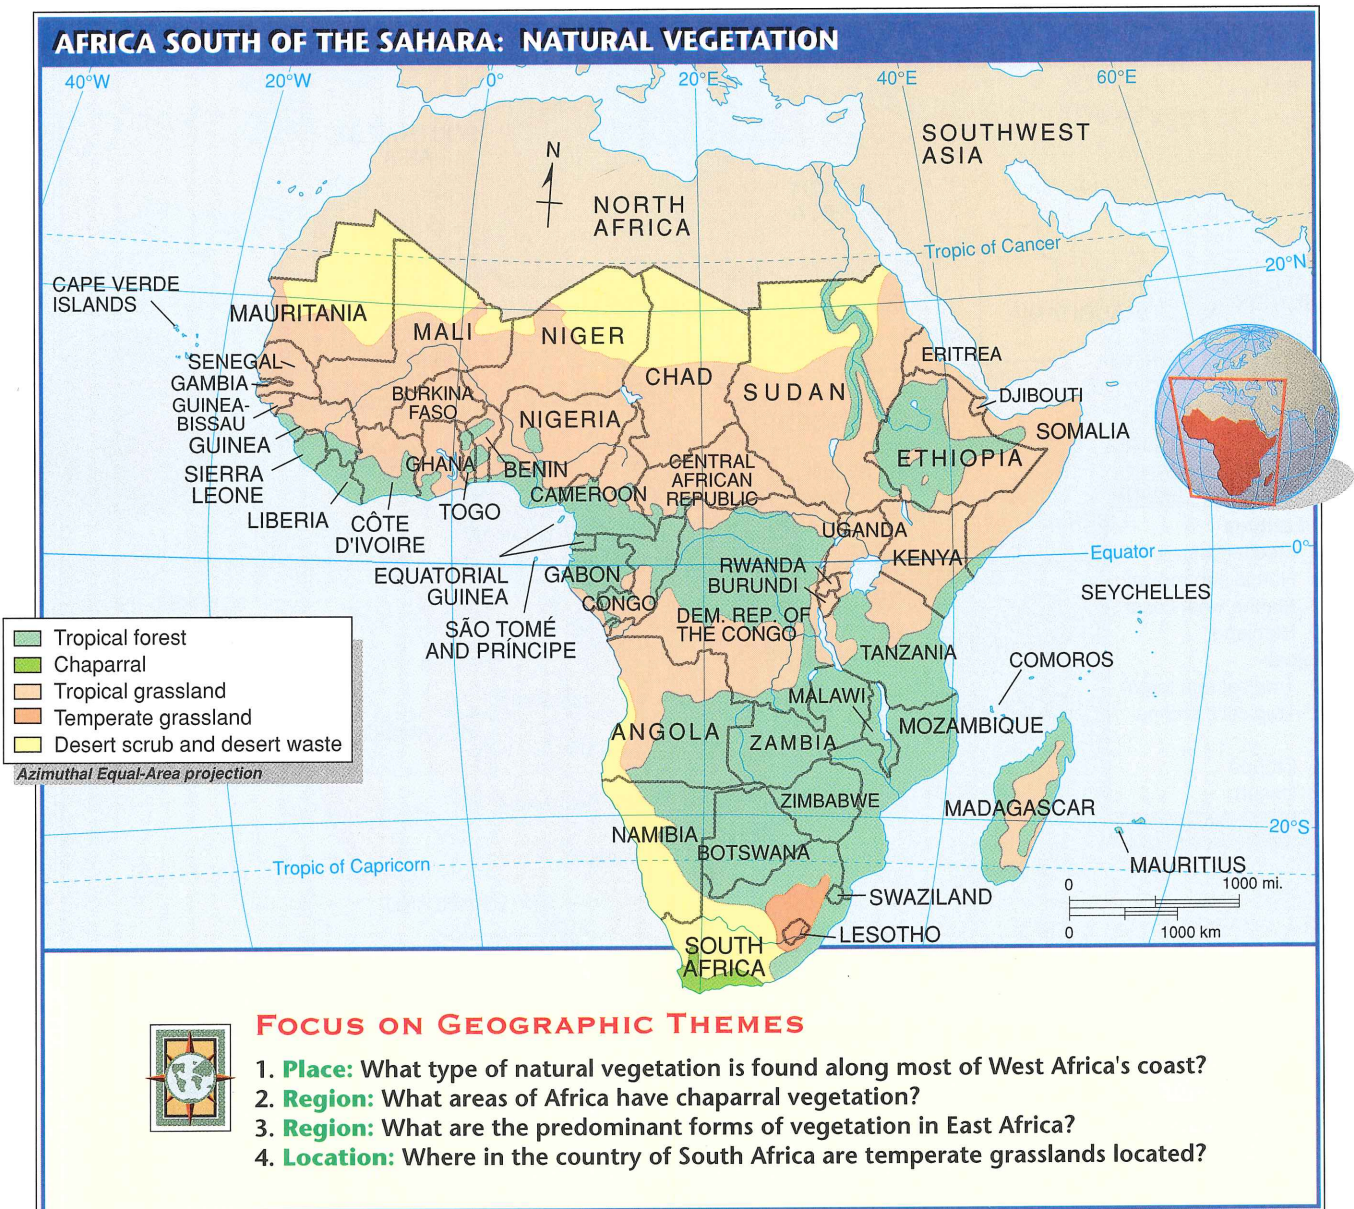 AFRICA SOUTH OF THE SAHARA: NATURAL VEGETATION
40°W
20°W
0°
20°E
40°E
60°E
SOUTHWEST
ASIA
N
NORTH
AFRICA
Tropic of Cancer
20°N
CAPE VERDE
ISLANDS
MAURITANIA
MALI
NIGER
CHAD
SUDAN
ERITREA
DJIBOUTI
SOMALIA
ETHIOPIA
SENEGAL
GAMBIA
GUINEA-
BISSAU
GUINEA
SIERRA
LEONE
LIBERIA
CÔTE
D'IVOIRE
BURKINA
FASO
GHANA
TOGO
BENIN
NIGERIA
CAMEROON
CENTRAL
AFRICAN
REPUBLIC
UGANDA
KENYA
Equator
0°
EQUATORIAL
GUINEA
GABON
CONGO
SÃO TOMÉ
AND PRÍNCIPE
RWANDA
BURUNDI
DEM. REP. OF
THE CONGO
TANZANIA
SEYCHELLES
COMOROS
Tropical forest
Chaparral
Tropical grassland
Temperate grassland
Desert scrub and desert waste
Azimuthal Equal-Area projection
ANGOLA
ZAMBIA
MALAWI
MOZAMBIQUE
ZIMBABWE
MADAGASCAR
20°S
NAMIBIA
BOTSWANA
MAURITIUS
Tropic of Capricorn
SWAZILAND
LESOTHO
SOUTH
AFRICA
0
1000 mi.
0
1000 km
FOCUS ON GEOGRAPHIC THEMES
1. Place: What type of natural vegetation is found along most of West Africa's coast?
2. Region: What areas of Africa have chaparral vegetation?
3. Region: What are the predominant forms of vegetation in East Africa?
4. Location: Where in the country of South Africa are temperate grasslands located?